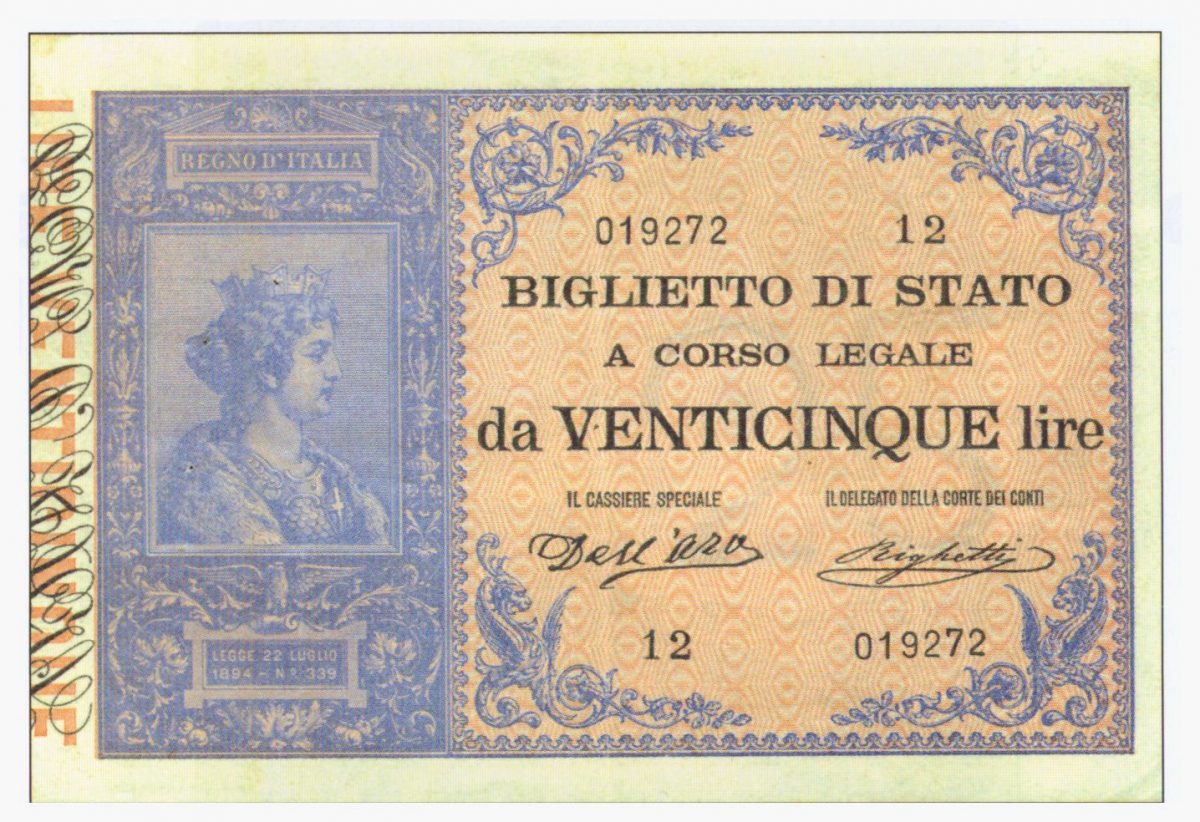 REGNO D'ITALIA
LEGGE 22 LUGLIO
1894 - Nº 339
019272 12
BIGLIETTO DI STATO
A CORSO LEGALE
da VENTICINQUE lire
IL CASSIERE SPECIALE IL DELEGATO DELLA CORTE DEI CONTI
Dell'Ara Righetti
12 019272